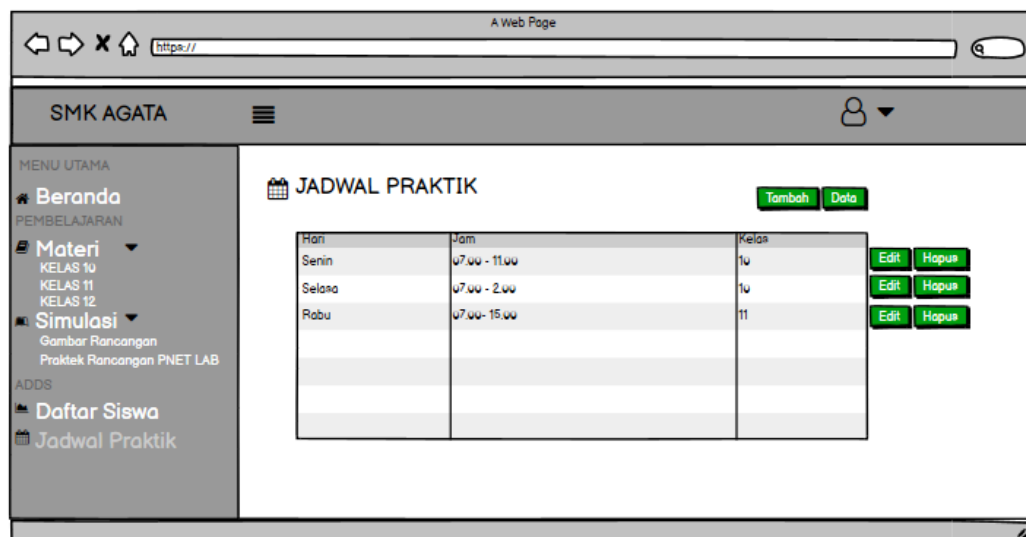 A Web Page
https://
SMK AGATA
MENU UTAMA
Beranda
PEMBELAJARAN
Materi
KELAS 10
KELAS 11
KELAS 12
Simulasi
Gambar Rancangan
Praktek Rancangan PNET LAB
ADDS
Daftar Siswa
Jadwal Praktik
JADWAL PRAKTIK
Tambah Data
Hari Jam Kelas
Senin 07.00 - 11.00 10 Edit Hapus
Selasa 07.00 - 2.00 10 Edit Hapus
Rabu 07.00- 15.00 11 Edit Hapus